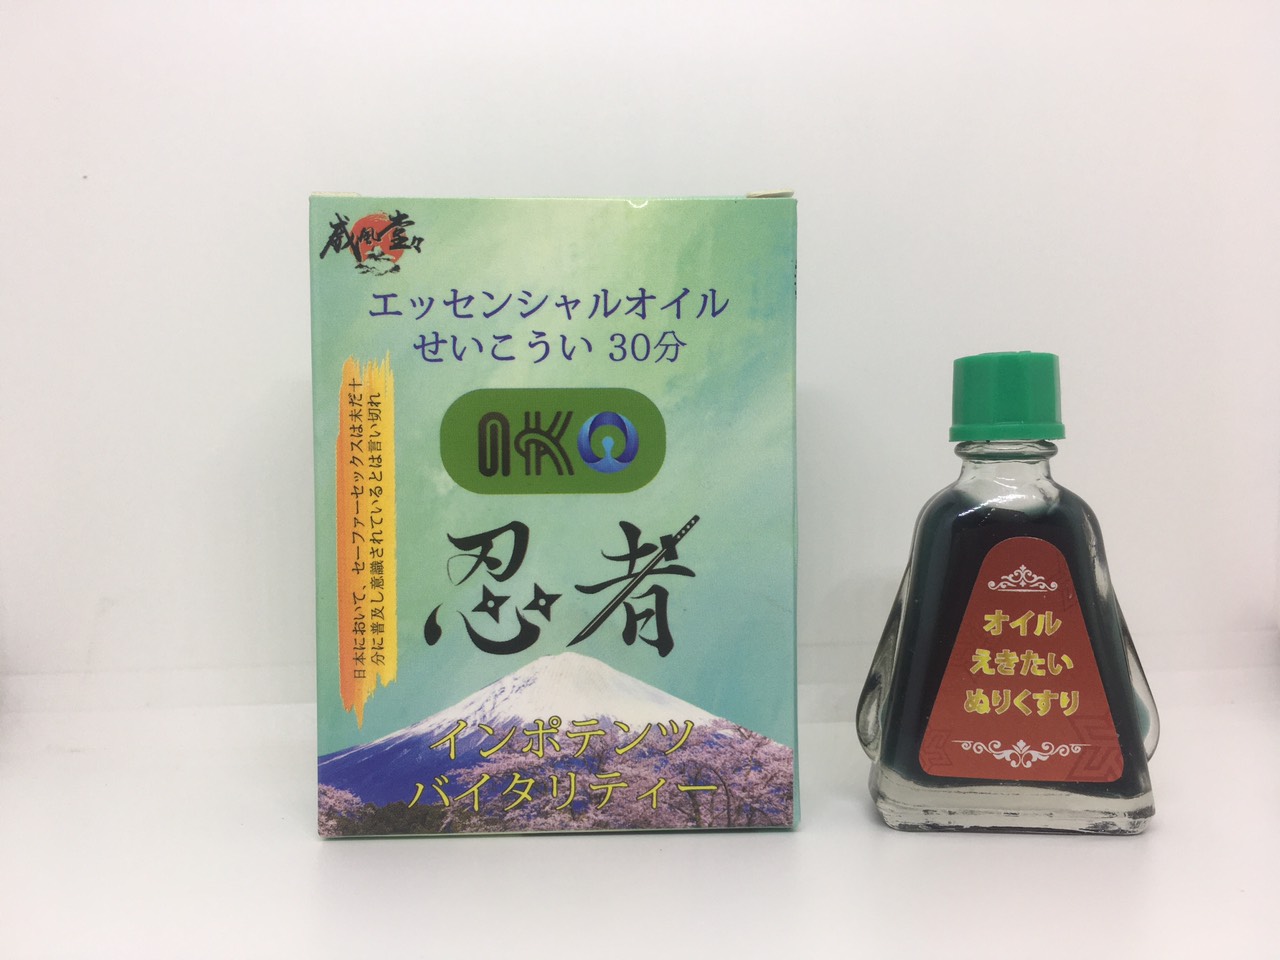 威風堂々
エッセンシャルオイル
せいこうい 30分
日本において、セーファーセックスは未だ十
分に普及し意識されているとは言い切れ
忍者
インポテンツ
バイタリティー
オイル
えきたい
ぬりくすり